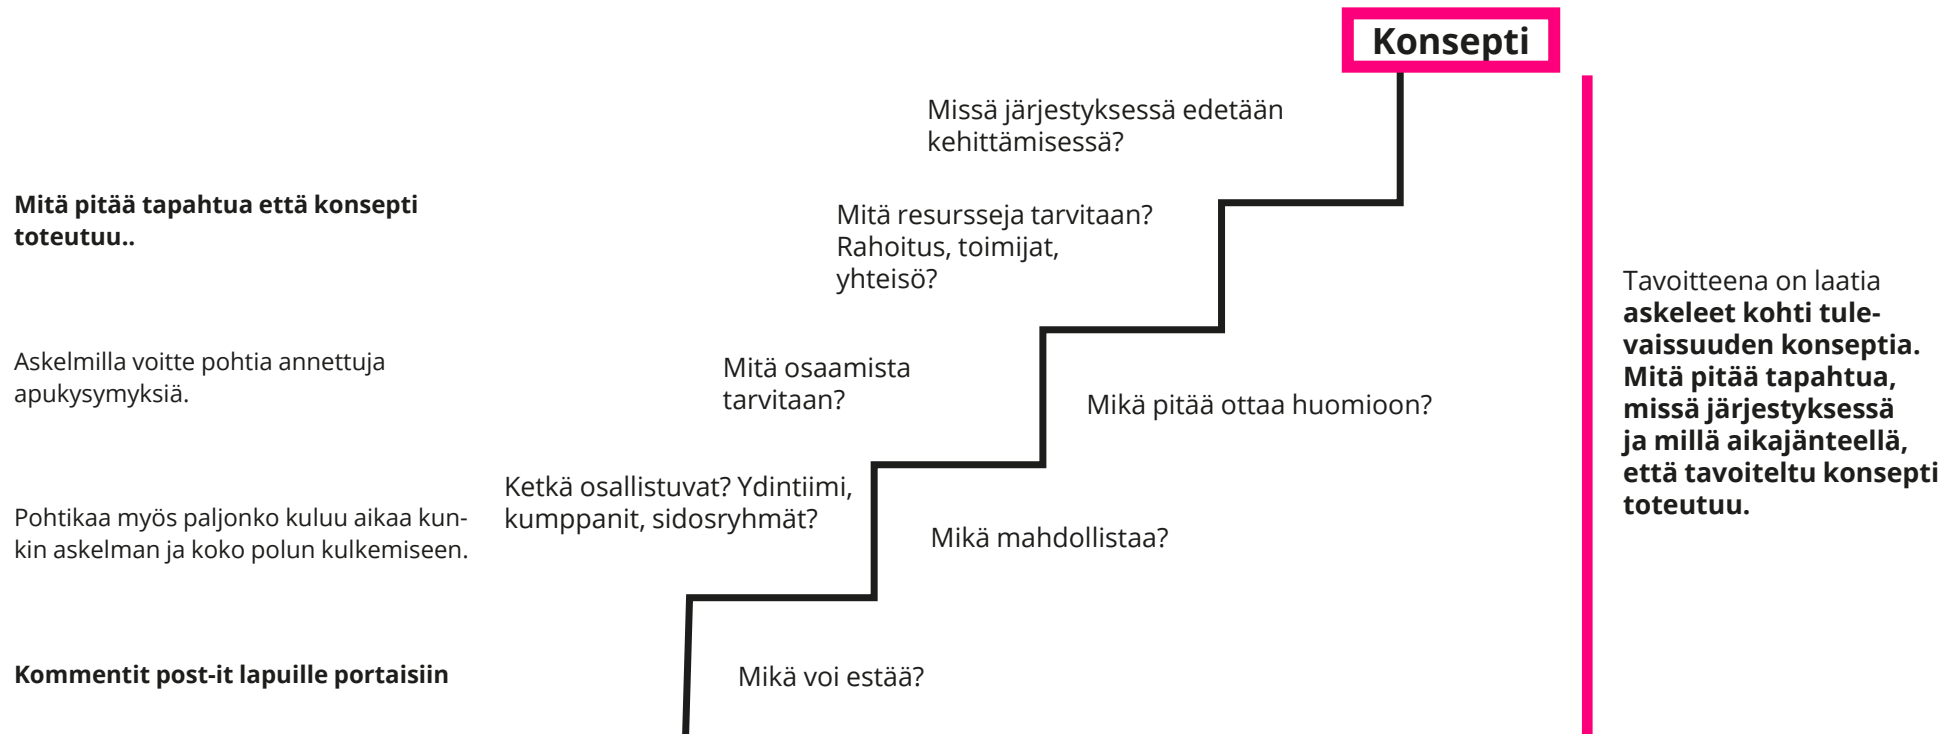 Konsepti
Missä järjestyksessä edetään
kehittämisessä?
Mitä pitää tapahtua että konsepti
toteutuu..
Mitä resursseja tarvitaan?
Rahoitus, toimijat,
yhteisö?
Askelmilla voitte pohtia annettuja
apukysymyksiä.
Mitä osaamista
tarvitaan?
Mikä pitää ottaa huomioon?
Pohtikaa myös paljonko kuluu aikaa kun-
kin askelman ja koko polun kulkemiseen.
Ketkä osallistuvat? Ydintiimi,
kumppanit, sidosryhmät?
Mikä mahdollistaa?
Kommentit post-it lapuille portaisiin
Mikä voi estää?
Tavoitteena on laatia
askeleet kohti tule-
vaissuuden konseptia.
Mitä pitää tapahtua,
missä järjestyksessä
ja millä aikajänteellä,
että tavoiteltu konsepti
toteutuu.